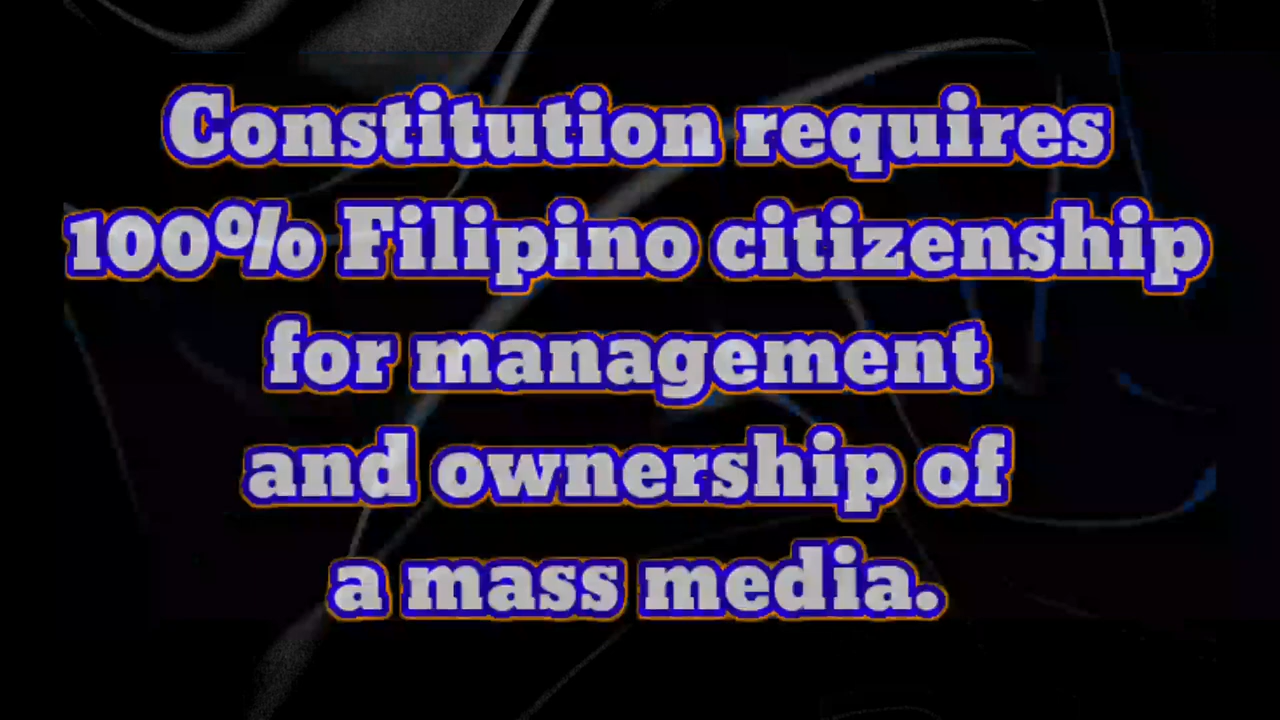 Constitution requires
100% Filipino citizenship
for management
and ownership of
a mass media.